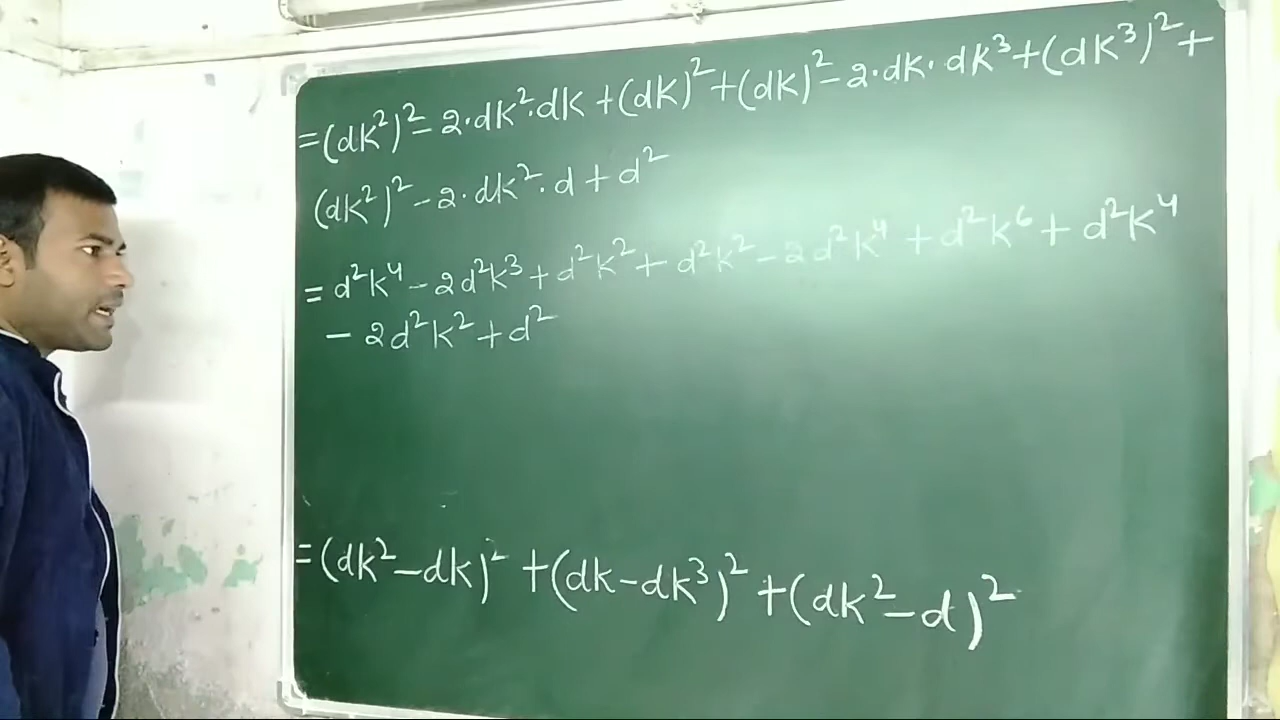 =(dk²)²-2·dk²·dk+(dk)²+(dk)²-2·dk·dk³+(dk³)²+
(dk²)²-2·dk²·d+d²
=d²k⁴-2d²k³+d²k²+d²k²-2d²k⁴+d²k⁶+d²k⁴
-2d²k²+d²
=(dk²-dk)²+(dk-dk³)²+(dk²-d)²